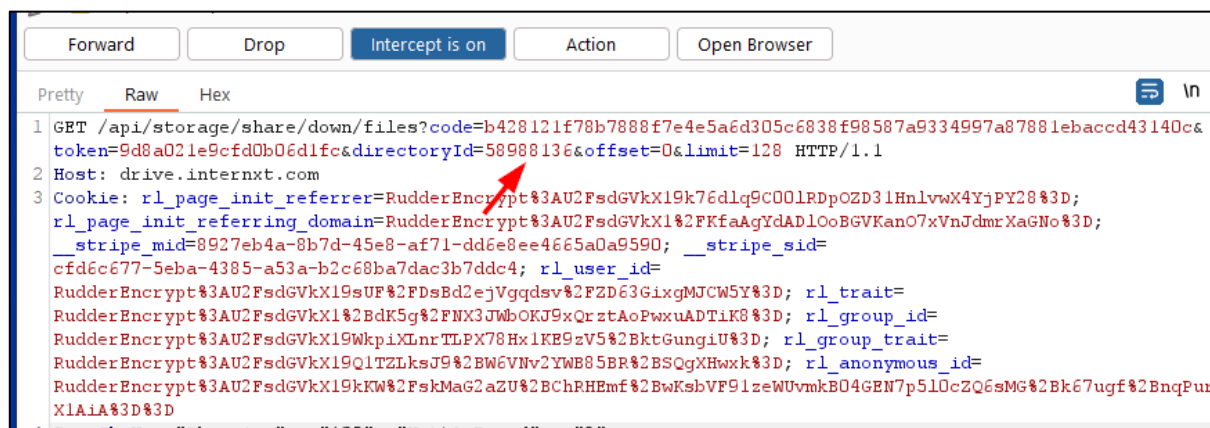 Forward Drop Intercept is on Action Open Browser
Pretty Raw Hex \n
1 GET /api/storage/share/down/files?code=b428121f78b7888f7e4e5a6d305c6838f98587a9334997a87881ebaccd43140c&
token=9d8a021e9cfd0b06d1fc&directoryId=58988136&offset=0&limit=128 HTTP/1.1
2 Host: drive.internxt.com
3 Cookie: rl_page_init_referrer=RudderEncrypt%3AU2FsdGVkX19k76dlq9C00lRDpOZD31HnlvwX4YjPY28%3D;
rl_page_init_referring_domain=RudderEncrypt%3AU2FsdGVkX1%2FKfaAgYdADlOoBGVKanO7xVnJdmrXaGNo%3D;
__stripe_mid=8927eb4a-8b7d-45e8-af71-dd6e8ee4665a0a9590; __stripe_sid=
cfd6c677-5eba-4385-a53a-b2c68ba7dac3b7ddc4; rl_user_id=
RudderEncrypt%3AU2FsdGVkX19sUF%2FDsBd2ejVgqdsv%2FZD63GixgMJCW5Y%3D; rl_trait=
RudderEncrypt%3AU2FsdGVkX1%2BdK5g%2FNX3JWbOKJ9xQrztAoPwxuADTiK8%3D; rl_group_id=
RudderEncrypt%3AU2FsdGVkX19WkpiXLnrTLPX78Hx1KE9zV5%2BktGungiU%3D; rl_group_trait=
RudderEncrypt%3AU2FsdGVkX19Q1TZLksJ9%2BW6VNv2YWB85BR%2BSQgXHwxk%3D; rl_anonymous_id=
RudderEncrypt%3AU2FsdGVkX19kKW%2FskMaG2aZU%2BChRHEmf%2BwKsbVF91zeWUvmkB04GEN7p5l0cZQ6sMG%2Bk67ugf%2BnqPur
X1AiA%3D%3D